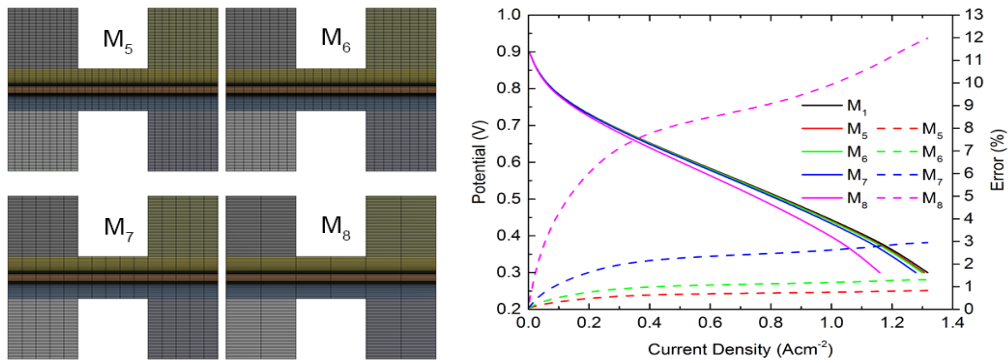 M5
M6
M7
M8
1.0
0.9
0.8
0.7
0.6
0.5
0.4
0.3
0.2
Potential (V)
0.0 0.2 0.4 0.6 0.8 1.0 1.2 1.4
Current Density (Acm-2)
13
12
11
10
9
8
7
6
5
4
3
2
1
0
Error (%)
M1
M5 M5
M6 M6
M7 M7
M8 M8